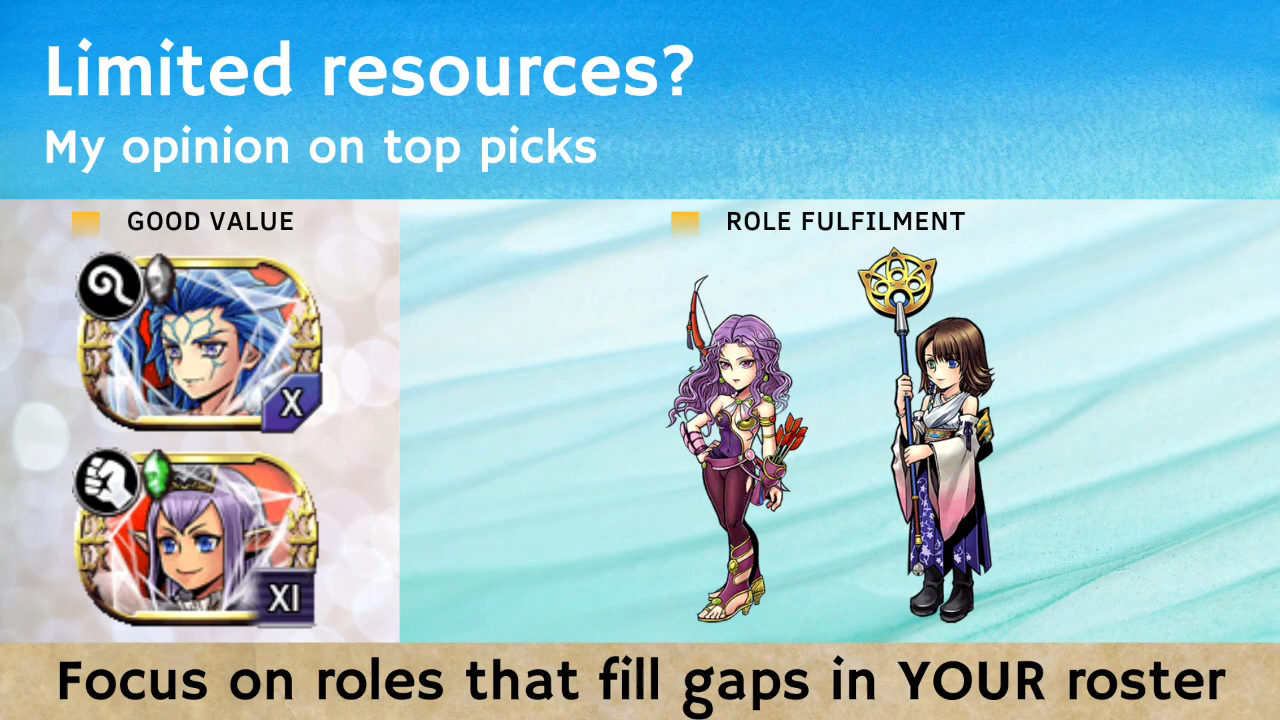 Limited resources?
My opinion on top picks
GOOD VALUE
ROLE FULFILMENT
X
XI
Focus on roles that fill gaps in YOUR roster